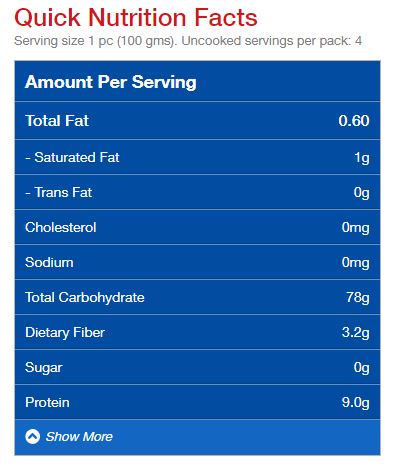 Quick Nutrition Facts
Serving size 1 pc (100 gms). Uncooked servings per pack: 4
Amount Per Serving
Total Fat 0.60
- Saturated Fat 1g
- Trans Fat 0g
Cholesterol 0mg
Sodium 0mg
Total Carbohydrate 78g
Dietary Fiber 3.2g
Sugar 0g
Protein 9.0g
Show More